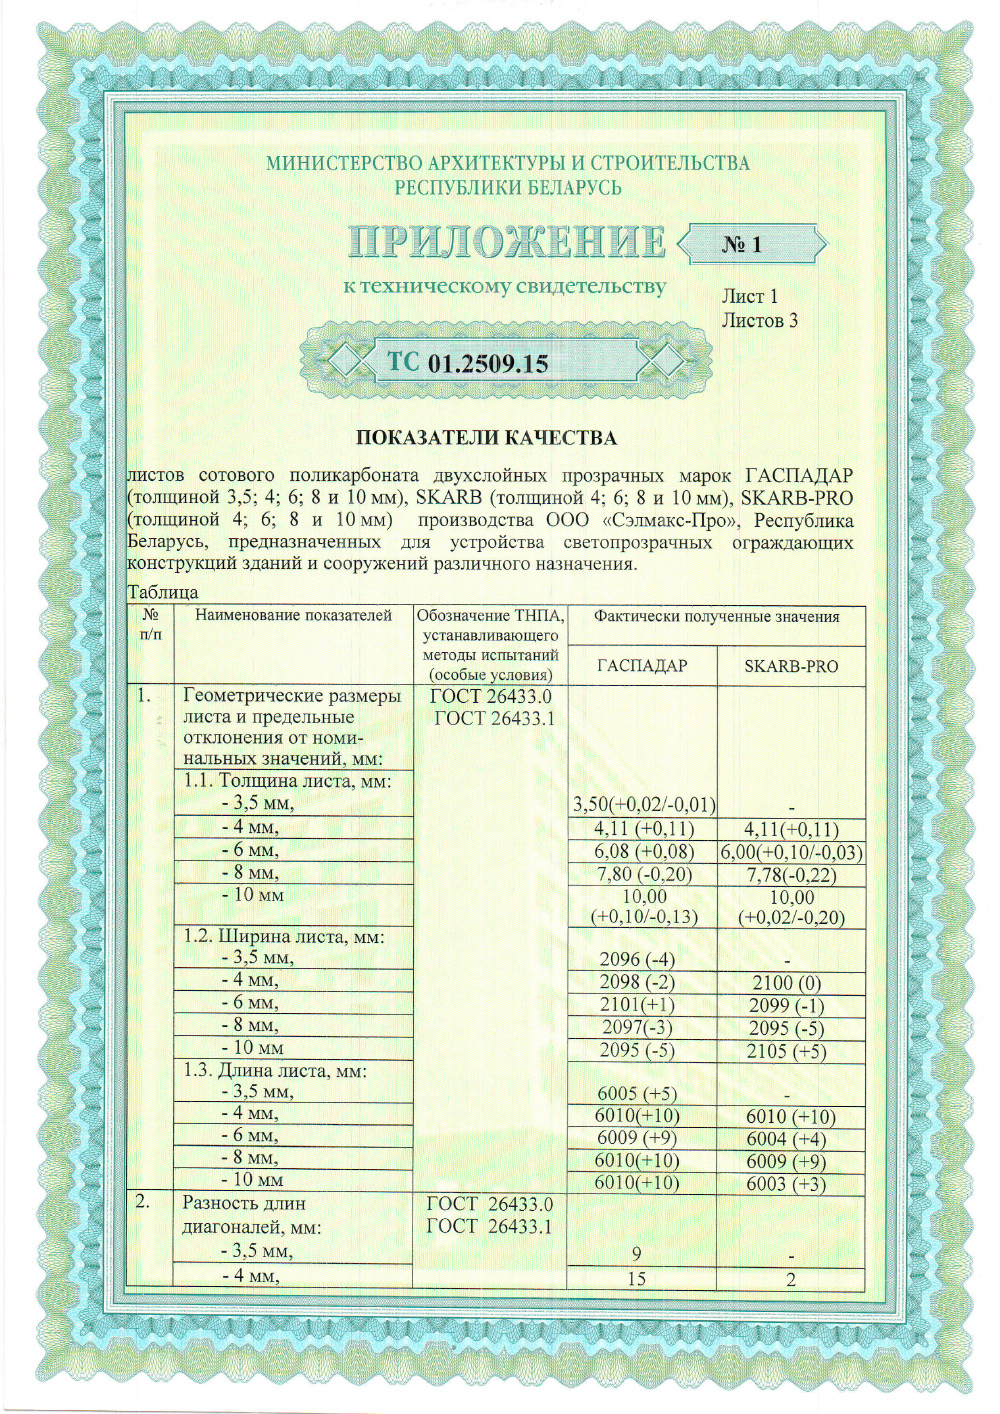 МИНИСТЕРСТВО АРХИТЕКТУРЫ И СТРОИТЕЛЬСТВА
РЕСПУБЛИКИ БЕЛАРУСЬ
ПРИЛОЖЕНИЕ
№ 1
к техническому свидетельству
Лист 1
Листов 3
ТС 01.2509.15
ПОКАЗАТЕЛИ КАЧЕСТВА
листов сотового поликарбоната двухслойных прозрачных марок ГАСПАДАР
(толщиной 3,5; 4; 6; 8 и 10 мм), SKARB (толщиной 4; 6; 8 и 10 мм), SKARB-PRO
(толщиной 4; 6; 8 и 10 мм) производства ООО «Сэлмакс-Про», Республика
Беларусь, предназначенных для устройства светопрозрачных ограждающих
конструкций зданий и сооружений различного назначения.
Таблица
№ п/п Наименование показателей Обозначение ТНПА, Фактически полученные значения
устанавливающего
методы испытаний ГАСПАДАР SKARB-PRO
(особые условия)
1. Геометрические размеры ГОСТ 26433.0
листа и предельные ГОСТ 26433.1
отклонения от номи-
нальных значений, мм:
1.1. Толщина листа, мм:
- 3,5 мм, 3,50(+0,02/-0,01) -
- 4 мм, 4,11 (+0,11) 4,11(+0,11)
- 6 мм, 6,08 (+0,08) 6,00(+0,10/-0,03)
- 8 мм, 7,80 (-0,20) 7,78(-0,22)
- 10 мм 10,00 10,00
(+0,10/-0,13) (+0,02/-0,20)
1.2. Ширина листа, мм:
- 3,5 мм, 2096 (-4) -
- 4 мм, 2098 (-2) 2100 (0)
- 6 мм, 2101(+1) 2099 (-1)
- 8 мм, 2097(-3) 2095 (-5)
- 10 мм 2095 (-5) 2105 (+5)
1.3. Длина листа, мм:
- 3,5 мм, 6005 (+5) -
- 4 мм, 6010(+10) 6010 (+10)
- 6 мм, 6009 (+9) 6004 (+4)
- 8 мм, 6010(+10) 6009 (+9)
- 10 мм 6010(+10) 6003 (+3)
2. Разность длин ГОСТ 26433.0
диагоналей, мм: ГОСТ 26433.1
- 3,5 мм, 9 -
- 4 мм, 15 2